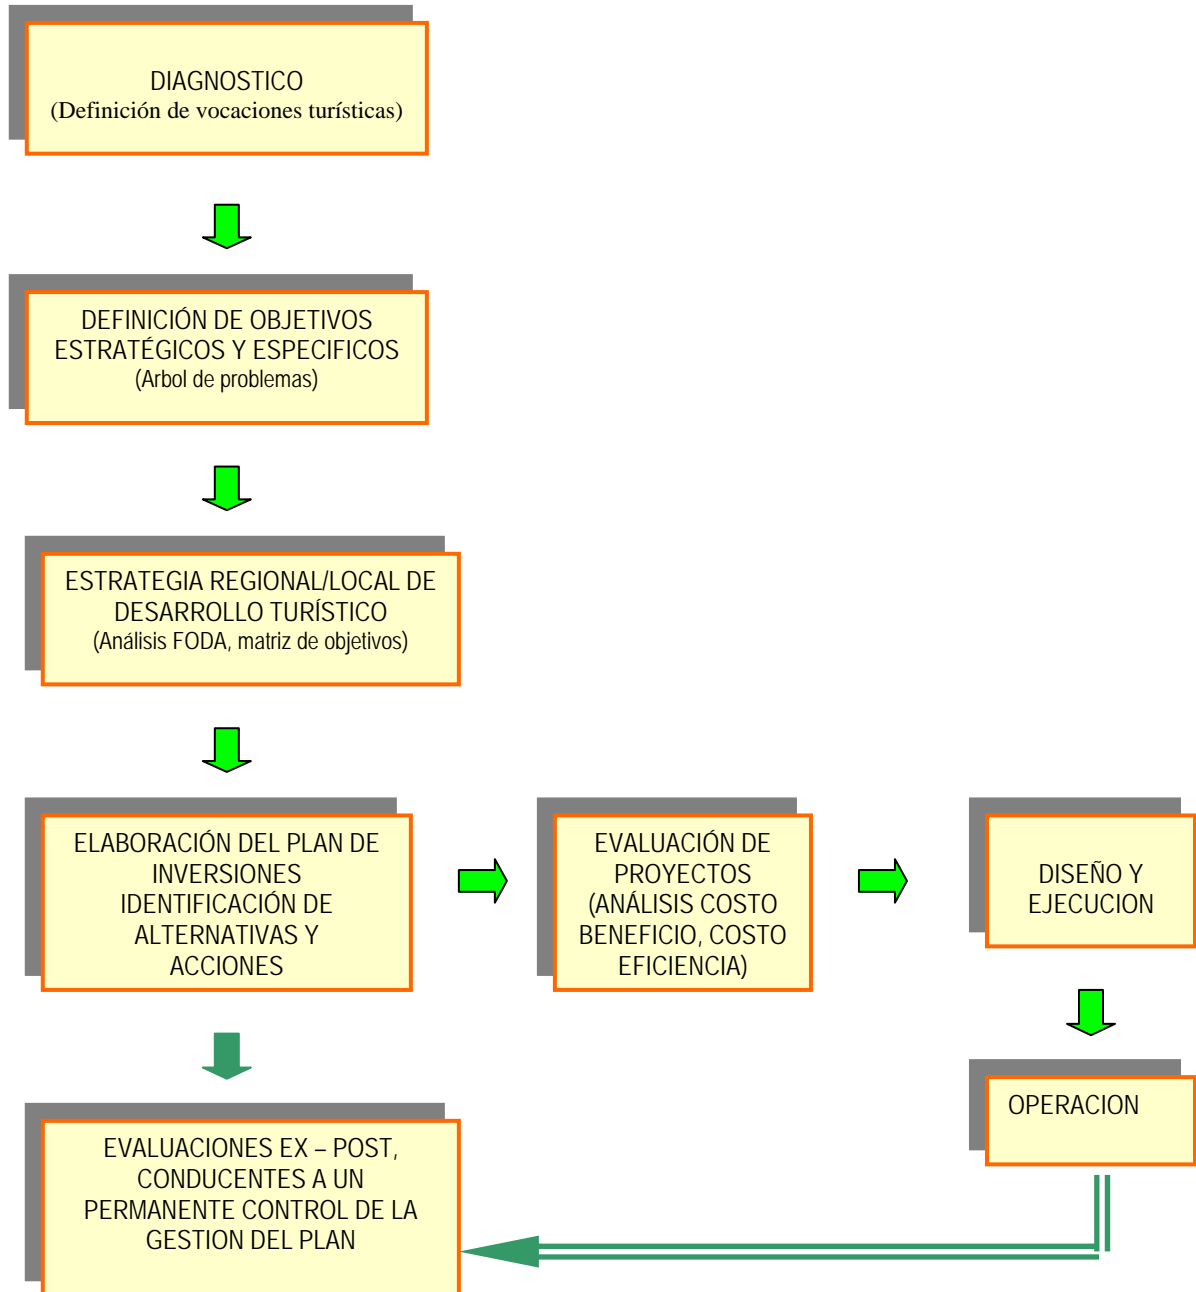 DIAGNOSTICO
(Definición de vocaciones turísticas)
DEFINICIÓN DE OBJETIVOS
ESTRATÉGICOS Y ESPECIFICOS
(Arbol de problemas)
ESTRATEGIA REGIONAL/LOCAL DE
DESARROLLO TURÍSTICO
(Análisis FODA, matriz de objetivos)
ELABORACIÓN DEL PLAN DE
INVERSIONES
IDENTIFICACIÓN DE
ALTERNATIVAS Y
ACCIONES
EVALUACIÓN DE
PROYECTOS
(ANÁLISIS COSTO
BENEFICIO, COSTO
EFICIENCIA)
DISEÑO Y
EJECUCION
OPERACION
EVALUACIONES EX – POST,
CONDUCENTES A UN
PERMANENTE CONTROL DE LA
GESTION DEL PLAN